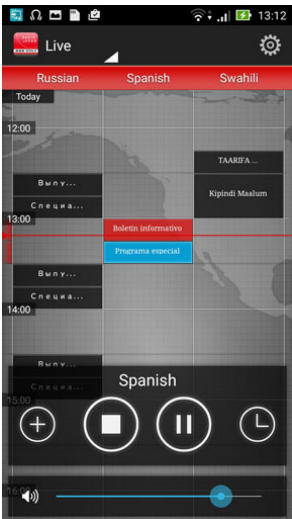 13:12
Live
Russian Spanish Swahili
Today
12:00
TAARIFA ...
Выпу...
Kipindi Maalum
Специа...
13:00
Boletín informativo
Programa especial
Выпу...
Специа...
14:00
Выпу...
Специа...
Spanish
15:00
16:00